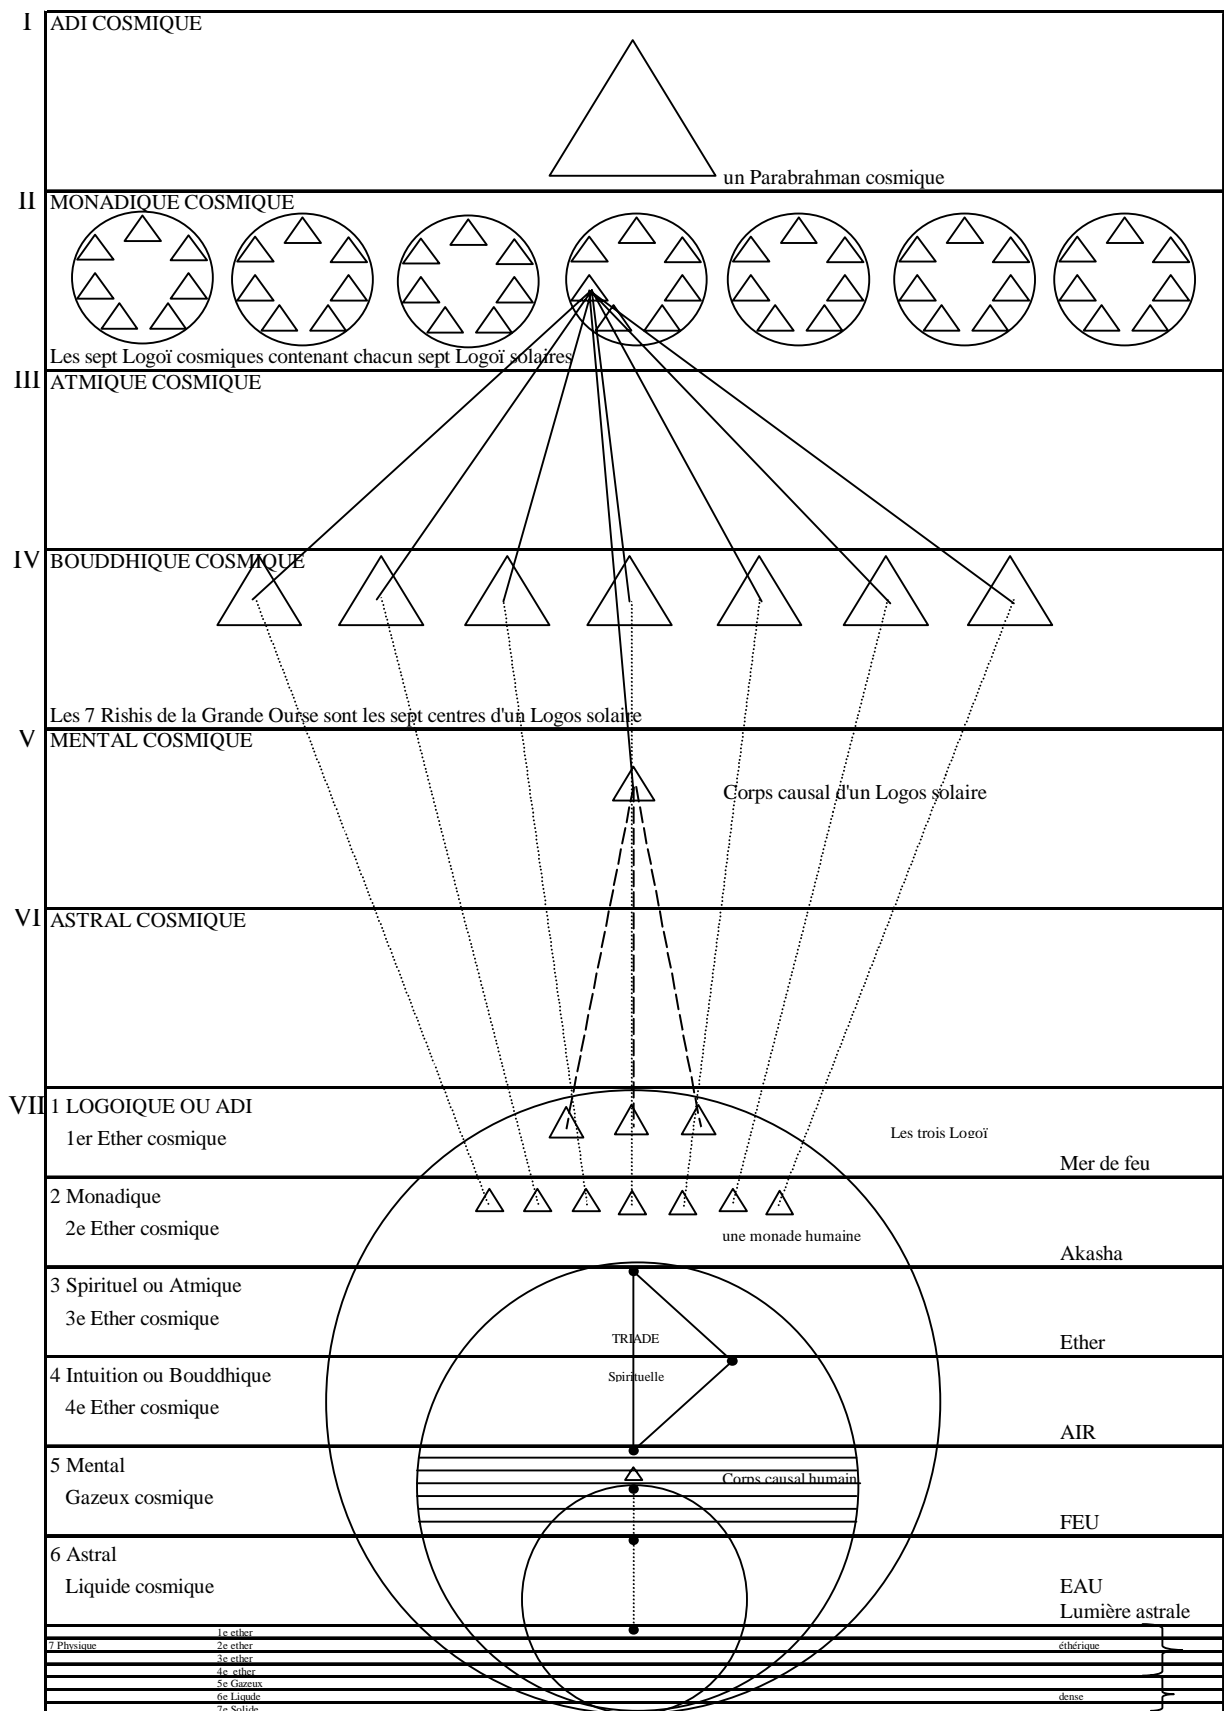 I ADI COSMIQUE
un Parabrahman cosmique
II MONADIQUE COSMIQUE
Les sept Logoï cosmiques contenant chacun sept Logoï solaires
III ATMIQUE COSMIQUE
IV BOUDDHIQUE COSMIQUE
Les 7 Rishis de la Grande Ourse sont les sept centres d'un Logos solaire
V MENTAL COSMIQUE
Corps causal d'un Logos solaire
VI ASTRAL COSMIQUE
VII 1 LOGOIQUE OU ADI
1er Ether cosmique
Les trois Logoï
Mer de feu
2 Monadique
2e Ether cosmique
une monade humaine
Akasha
3 Spirituel ou Atmique
3e Ether cosmique
TRIADE
Ether
4 Intuition ou Bouddhique
Spirituelle
4e Ether cosmique
AIR
5 Mental
Corps causal humain
Gazeux cosmique
FEU
6 Astral
Liquide cosmique
EAU
Lumière astrale
1e ether
7 Physique 2e ether éthérique
3e ether
4e ether
5e Gazeux
6e Liqude dense
7e Solide